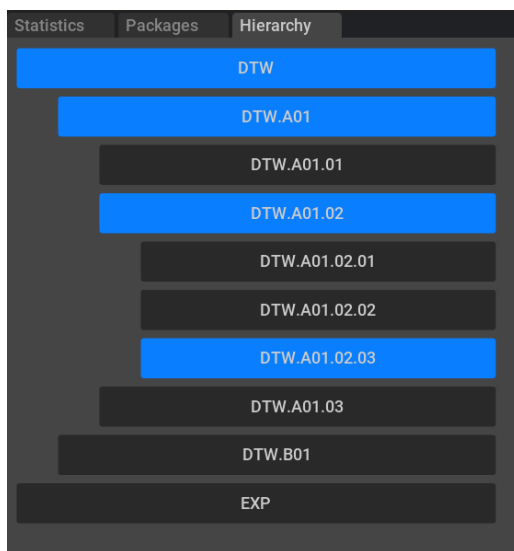 Statistics Packages Hierarchy
DTW
DTW.A01
DTW.A01.01
DTW.A01.02
DTW.A01.02.01
DTW.A01.02.02
DTW.A01.02.03
DTW.A01.03
DTW.B01
EXP